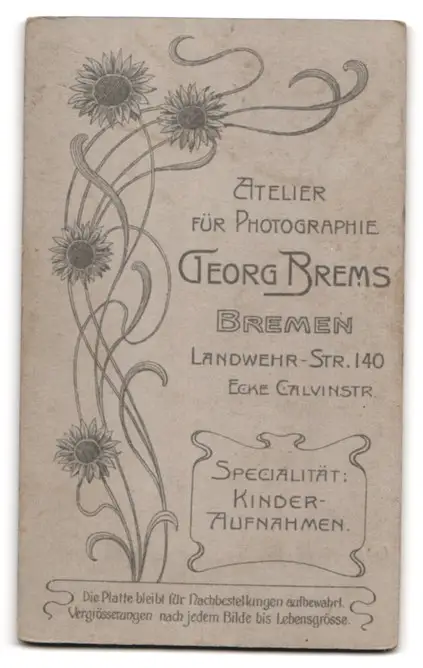 ATELIER
FÜR PHOTOGRAPHIE
GEORG BREMS
BREMEN
LANDWEHR-STR. 140
ECKE CALVINSTR.
SPECIALITÄT:
KINDER-
AUFNAHMEN.
Die Platte bleibt für Nachbestellungen aufbewahrt.
Vergrösserungen nach jedem Bilde bis Lebensgrösse.